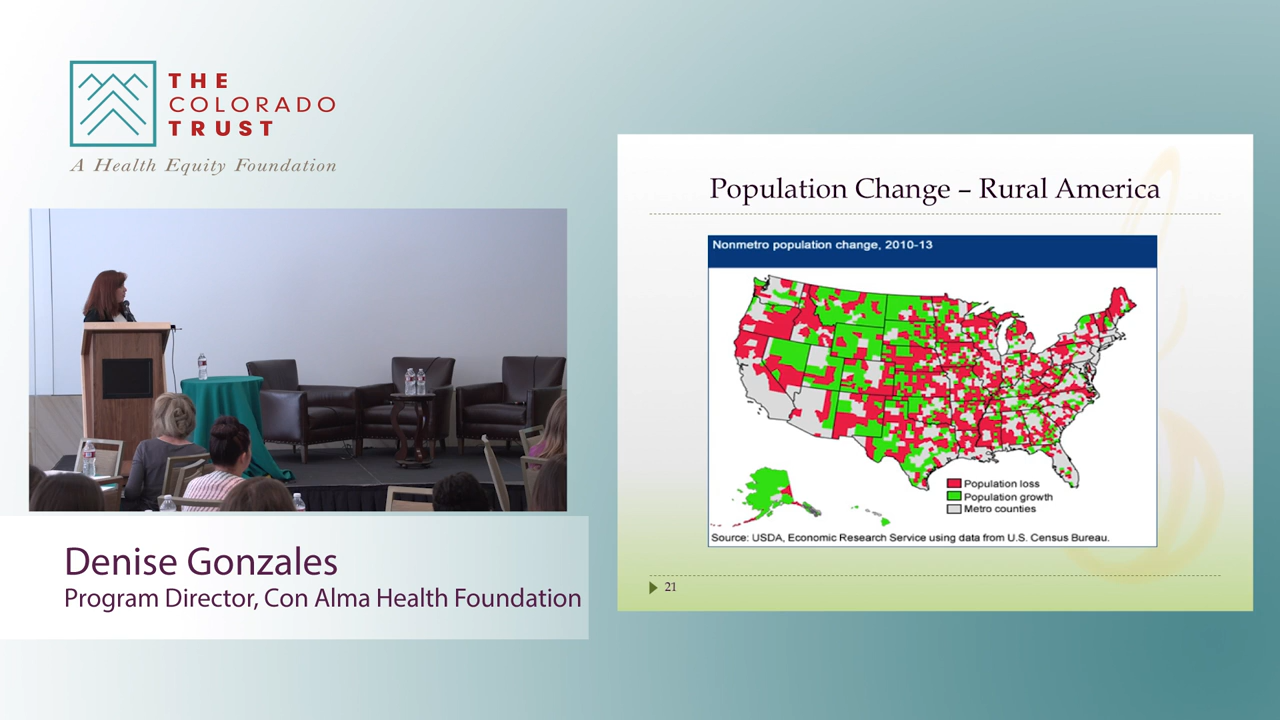 THE
COLORADO
TRUST
A Health Equity Foundation
Denise Gonzales
Program Director, Con Alma Health Foundation
Population Change – Rural America
Nonmetro population change, 2010-13
Population loss
Population growth
Metro counties
Source: USDA, Economic Research Service using data from U.S. Census Bureau.
21